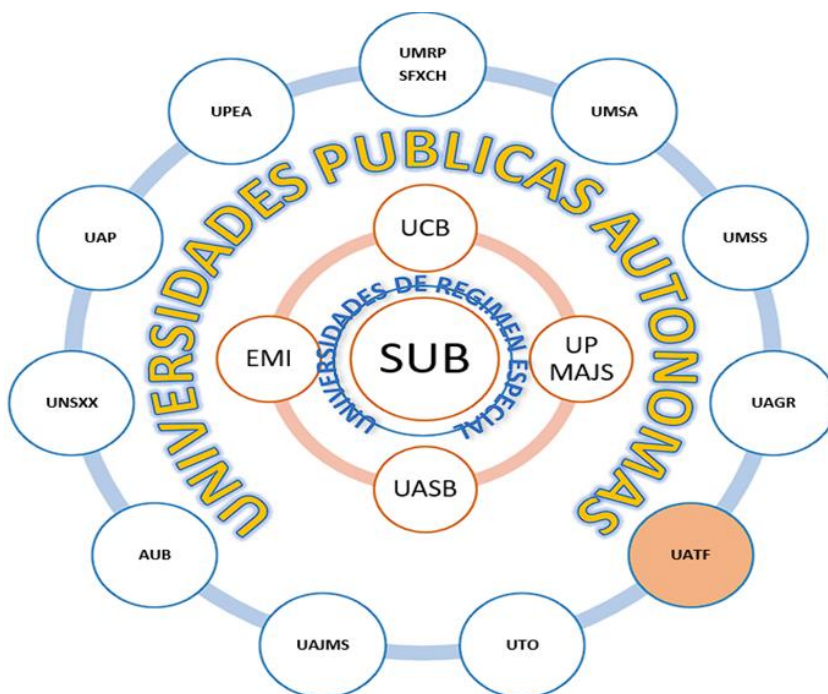 UMRP
SFXCH
UMSA
UMSS
UAGR
UATF
UTO
UAJMS
AUB
UNSXX
UAP
UPEA
UNIVERSIDADES PUBLICAS AUTONOMAS
UCB
UP
MAJS
UASB
EMI
UNIVERSIDADES DE REGIMEN ESPECIAL
SUB